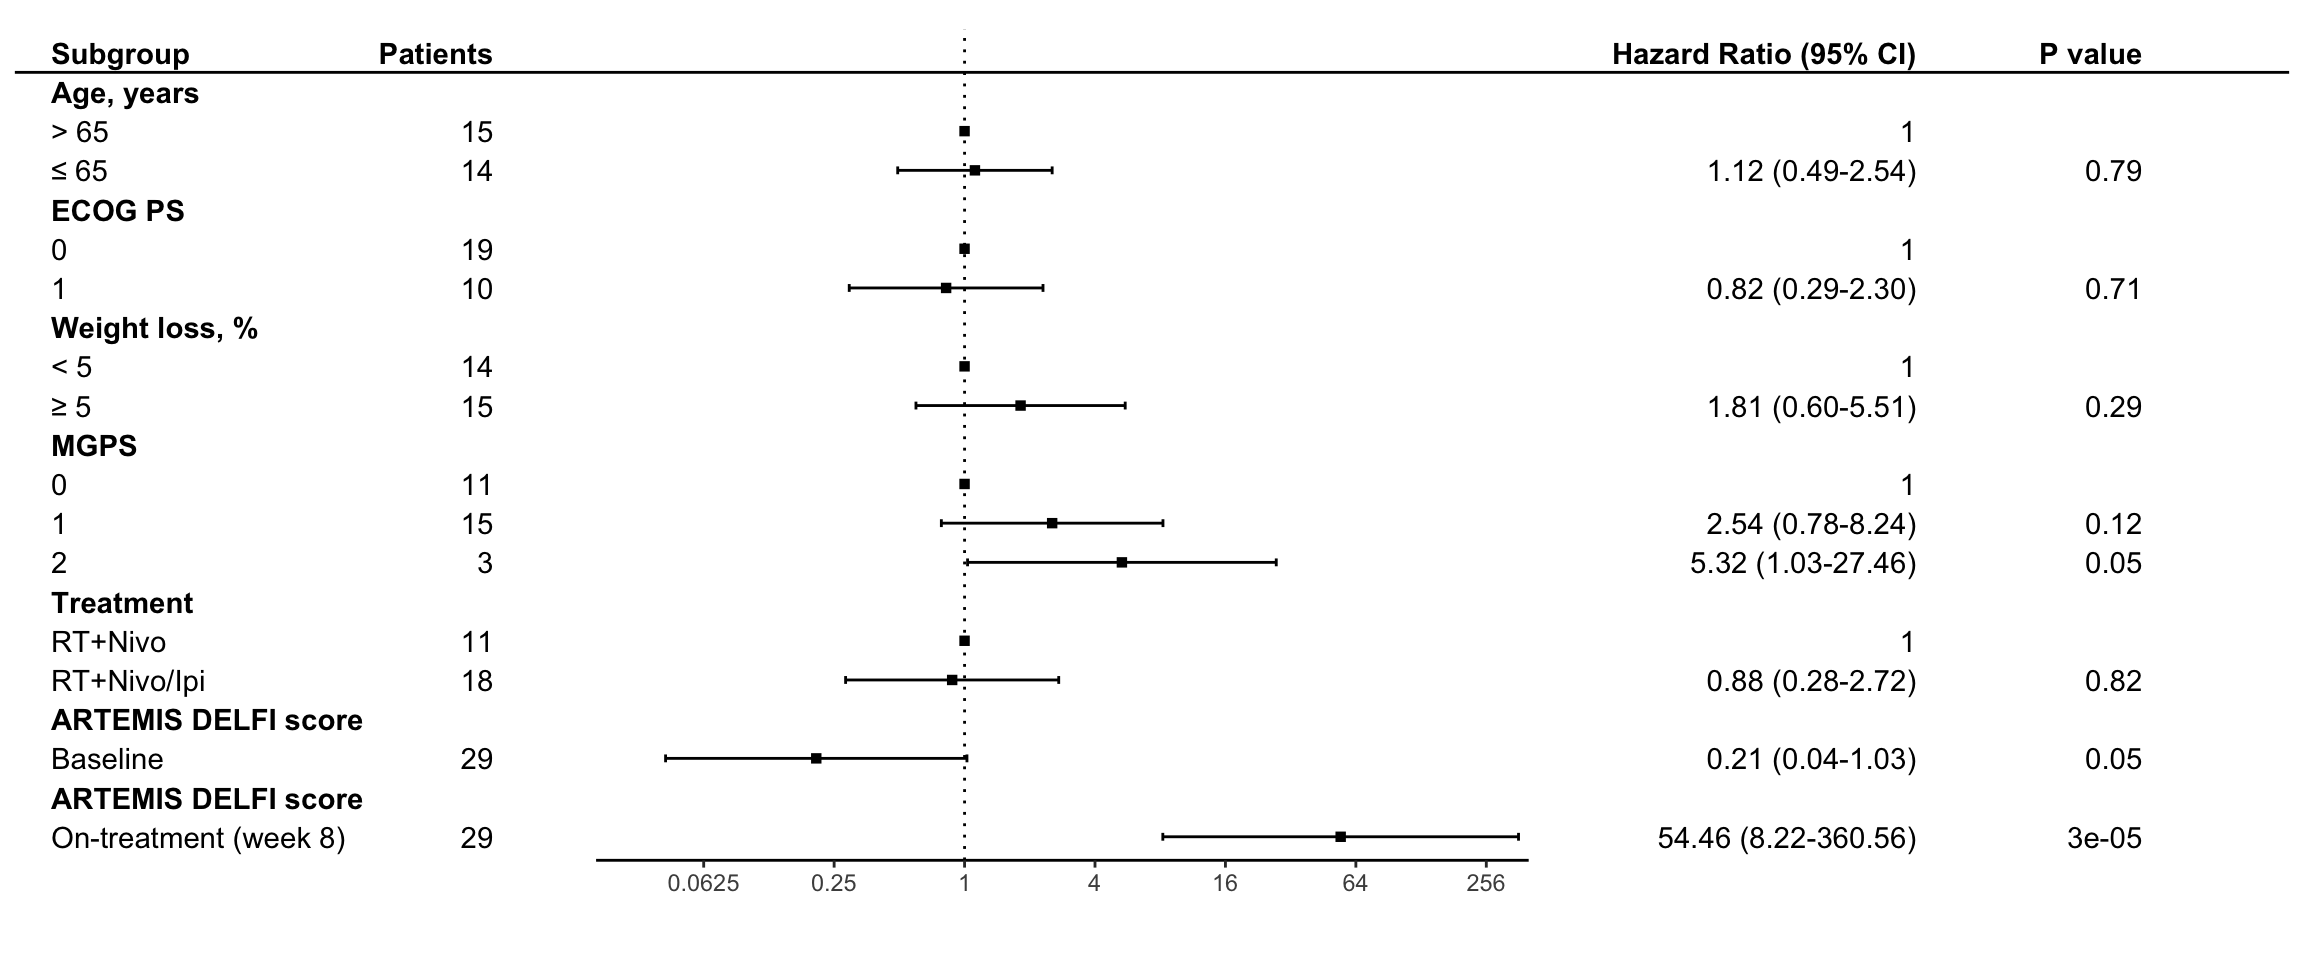 Subgroup Patients Hazard Ratio (95% CI) P value
Age, years
> 65 15 1
≤ 65 14 1.12 (0.49-2.54) 0.79
ECOG PS
0 19 1
1 10 0.82 (0.29-2.30) 0.71
Weight loss, %
< 5 14 1
≥ 5 15 1.81 (0.60-5.51) 0.29
MGPS
0 11 1
1 15 2.54 (0.78-8.24) 0.12
2 3 5.32 (1.03-27.46) 0.05
Treatment
RT+Nivo 11 1
RT+Nivo/Ipi 18 0.88 (0.28-2.72) 0.82
ARTEMIS DELFI score
Baseline 29 0.21 (0.04-1.03) 0.05
ARTEMIS DELFI score
On-treatment (week 8) 29 54.46 (8.22-360.56) 3e-05
0.0625 0.25 1 4 16 64 256